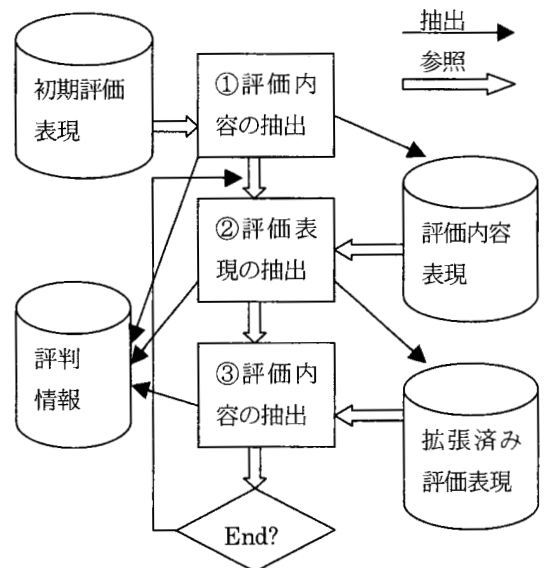 抽出
参照
初期評価
表現
①評価内
容の抽出
②評価表
現の抽出
評価内容
表現
評判
情報
③評価内
容の抽出
拡張済み
評価表現
End?